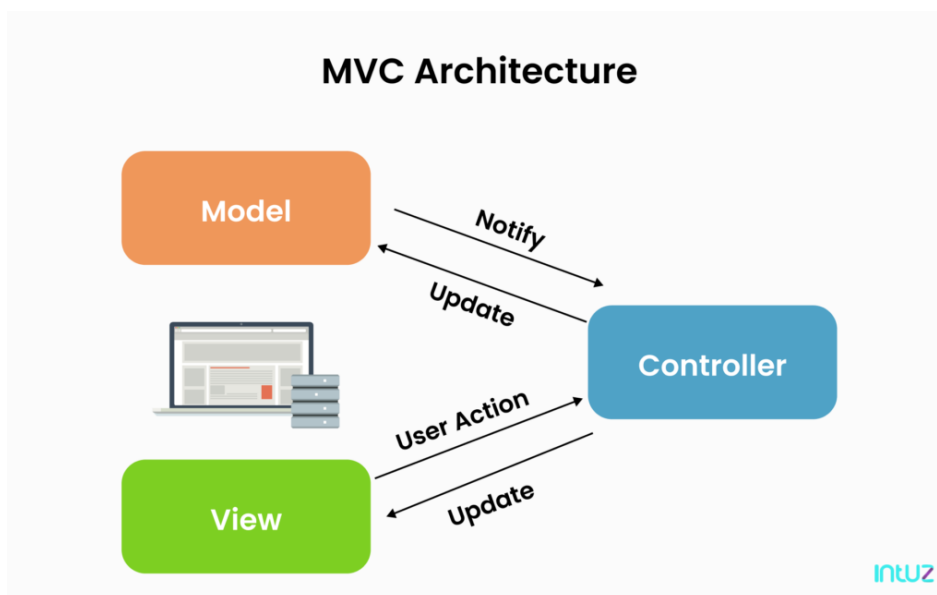 MVC Architecture
Model
Notify
Update
Controller
User Action
Update
View
INtUZ